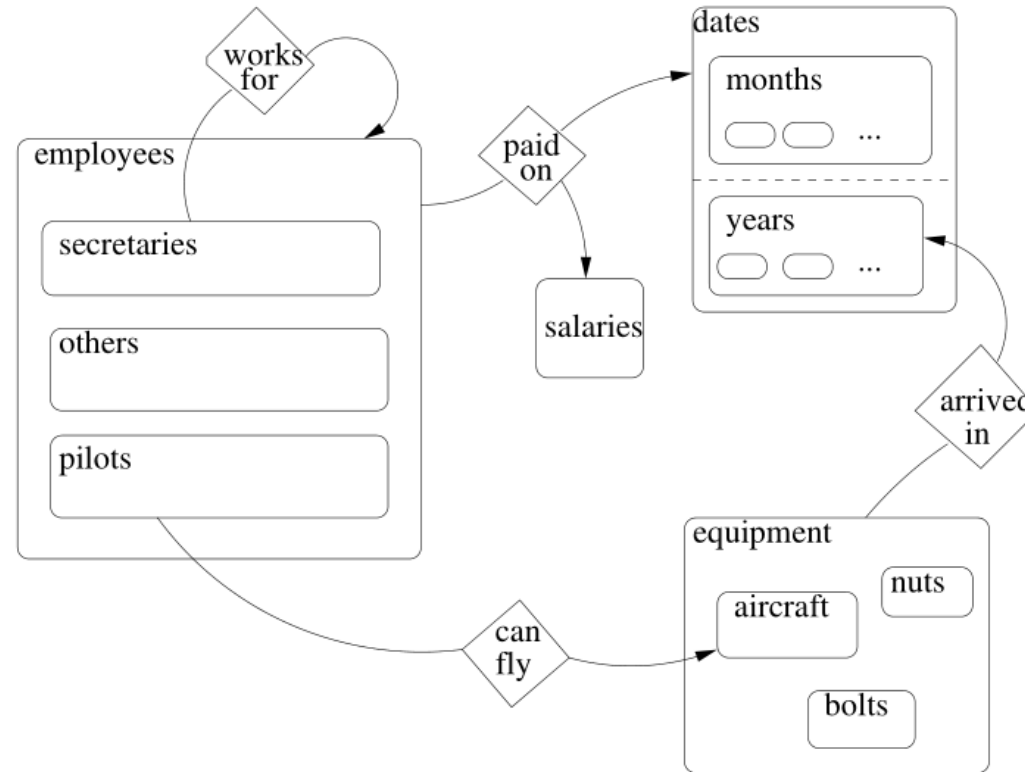 works
for
dates
months
...
employees
paid
on
secretaries
years
...
salaries
others
arrived
in
pilots
equipment
nuts
aircraft
can
fly
bolts